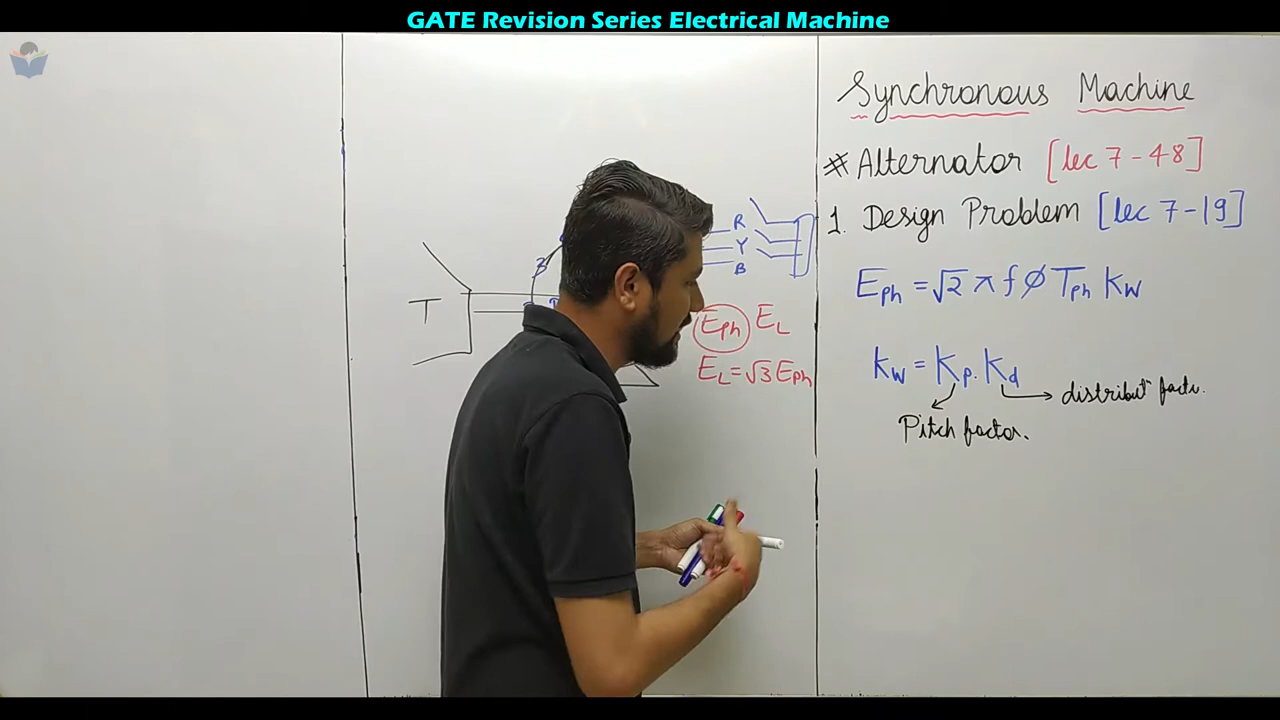 GATE Revision Series Electrical Machine
Synchronous Machine
# Alternator [lec 7 - 48]
1. Design Problem [lec 7 - 19]
Eph = √2 π f ϕ Tph Kw
Kw = Kp. Kd
distribut factr.
Pitch factor.
R
Y
B
T
3
Eph EL
EL = √3 Eph